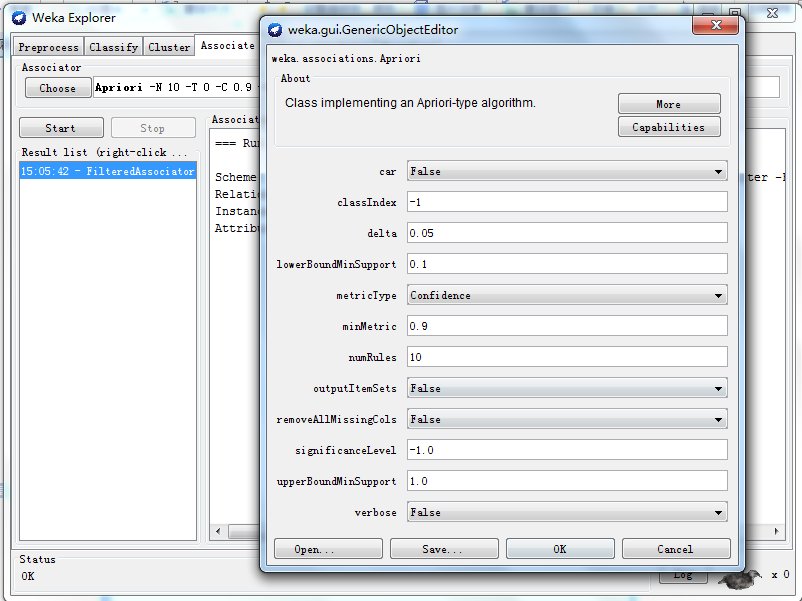 Weka Explorer
Preprocess
Classify
Cluster
Associate
Associator
Choose
Apriori -N 10 -T 0 -C 0.9
Start
Stop
Result list (right-click ...
15:05:42 - FilteredAssociator
Associat
=== Ru
Scheme
Relati
Instan
Attribu
ter -
Status
OK
Log
x 0
weka.gui.GenericObjectEditor
weka.associations.Apriori
About
Class implementing an Apriori-type algorithm.
More
Capabilities
car False
classIndex -1
delta 0.05
lowerBoundMinSupport 0.1
metricType Confidence
minMetric 0.9
numRules 10
outputItemSets False
removeAllMissingCols False
significanceLevel -1.0
upperBoundMinSupport 1.0
verbose False
Open...
Save...
OK
Cancel